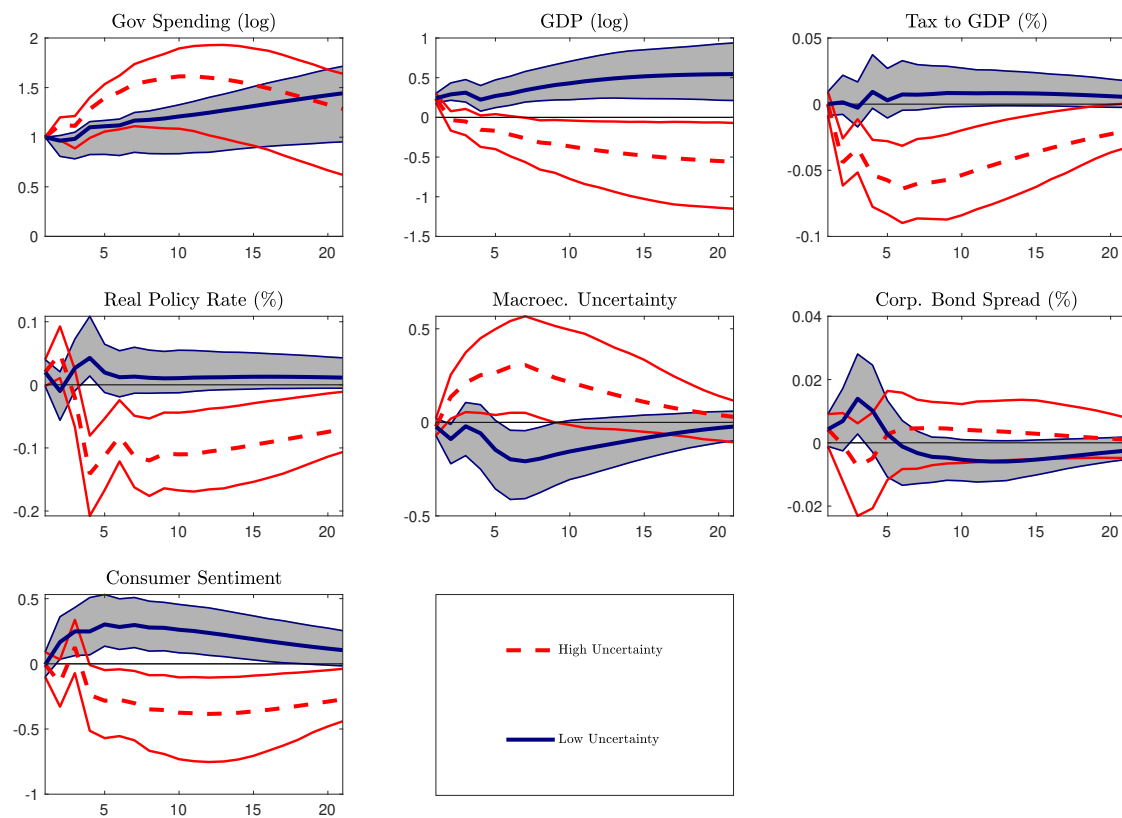 Gov Spending (log)
2
1.5
1
0.5
0
5 10 15 20
GDP (log)
1
0.5
0
-0.5
-1
-1.5
5 10 15 20
Tax to GDP (%)
0.05
0
-0.05
-0.1
5 10 15 20
Real Policy Rate (%)
0.1
0
-0.1
-0.2
5 10 15 20
Macroec. Uncertainty
0.5
0
-0.5
5 10 15 20
Corp. Bond Spread (%)
0.04
0.02
0
-0.02
5 10 15 20
Consumer Sentiment
0.5
0
-0.5
-1
5 10 15 20
High Uncertainty
Low Uncertainty